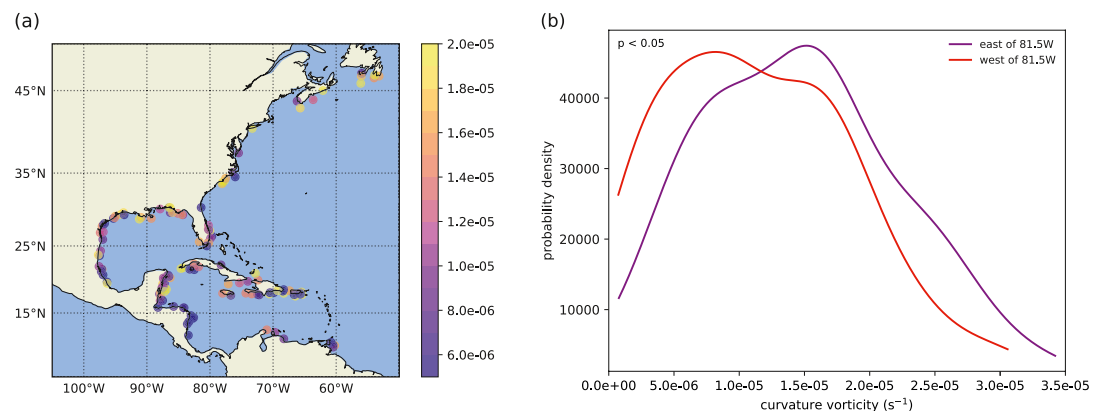 (a)
45°N
35°N
25°N
15°N
100°W 90°W 80°W 70°W 60°W
2.0e-05
1.8e-05
1.6e-05
1.4e-05
1.2e-05
1.0e-05
8.0e-06
6.0e-06
(b)
p < 0.05
east of 81.5W
west of 81.5W
probability density
40000
30000
20000
10000
0.0e+00 5.0e-06 1.0e-05 1.5e-05 2.0e-05 2.5e-05 3.0e-05 3.5e-05
curvature vorticity (s⁻¹)